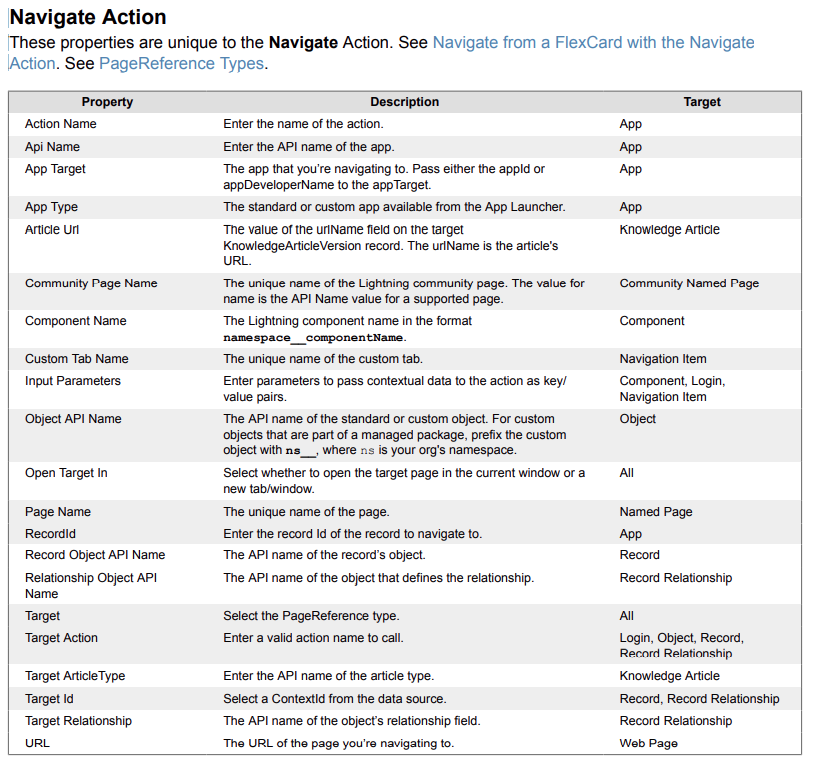 Navigate Action
These properties are unique to the Navigate Action. See Navigate from a FlexCard with the Navigate
Action. See PageReference Types.
Property Description Target
Action Name Enter the name of the action. App
Api Name Enter the API name of the app. App
App Target The app that you’re navigating to. Pass either the appId or App
appDeveloperName to the appTarget.
App Type The standard or custom app available from the App Launcher. App
Article Url The value of the urlName field on the target Knowledge Article
KnowledgeArticleVersion record. The urlName is the article's
URL.
Community Page Name The unique name of the Lightning community page. The value for Community Named Page
name is the API Name value for a supported page.
Component Name The Lightning component name in the format Component
namespace__componentName.
Custom Tab Name The unique name of the custom tab. Navigation Item
Input Parameters Enter parameters to pass contextual data to the action as key/ Component, Login,
value pairs. Navigation Item
Object API Name The API name of the standard or custom object. For custom Object
objects that are part of a managed package, prefix the custom
object with ns__, where ns is your org's namespace.
Open Target In Select whether to open the target page in the current window or a All
new tab/window.
Page Name The unique name of the page. Named Page
RecordId Enter the record Id of the record to navigate to. App
Record Object API Name The API name of the record’s object. Record
Relationship Object API The API name of the object that defines the relationship. Record Relationship
Name
Target Select the PageReference type. All
Target Action Enter a valid action name to call. Login, Object, Record,
Record Relationship
Target ArticleType Enter the API name of the article type. Knowledge Article
Target Id Select a ContextId from the data source. Record, Record Relationship
Target Relationship The API name of the object’s relationship field. Record Relationship
URL The URL of the page you’re navigating to. Web Page